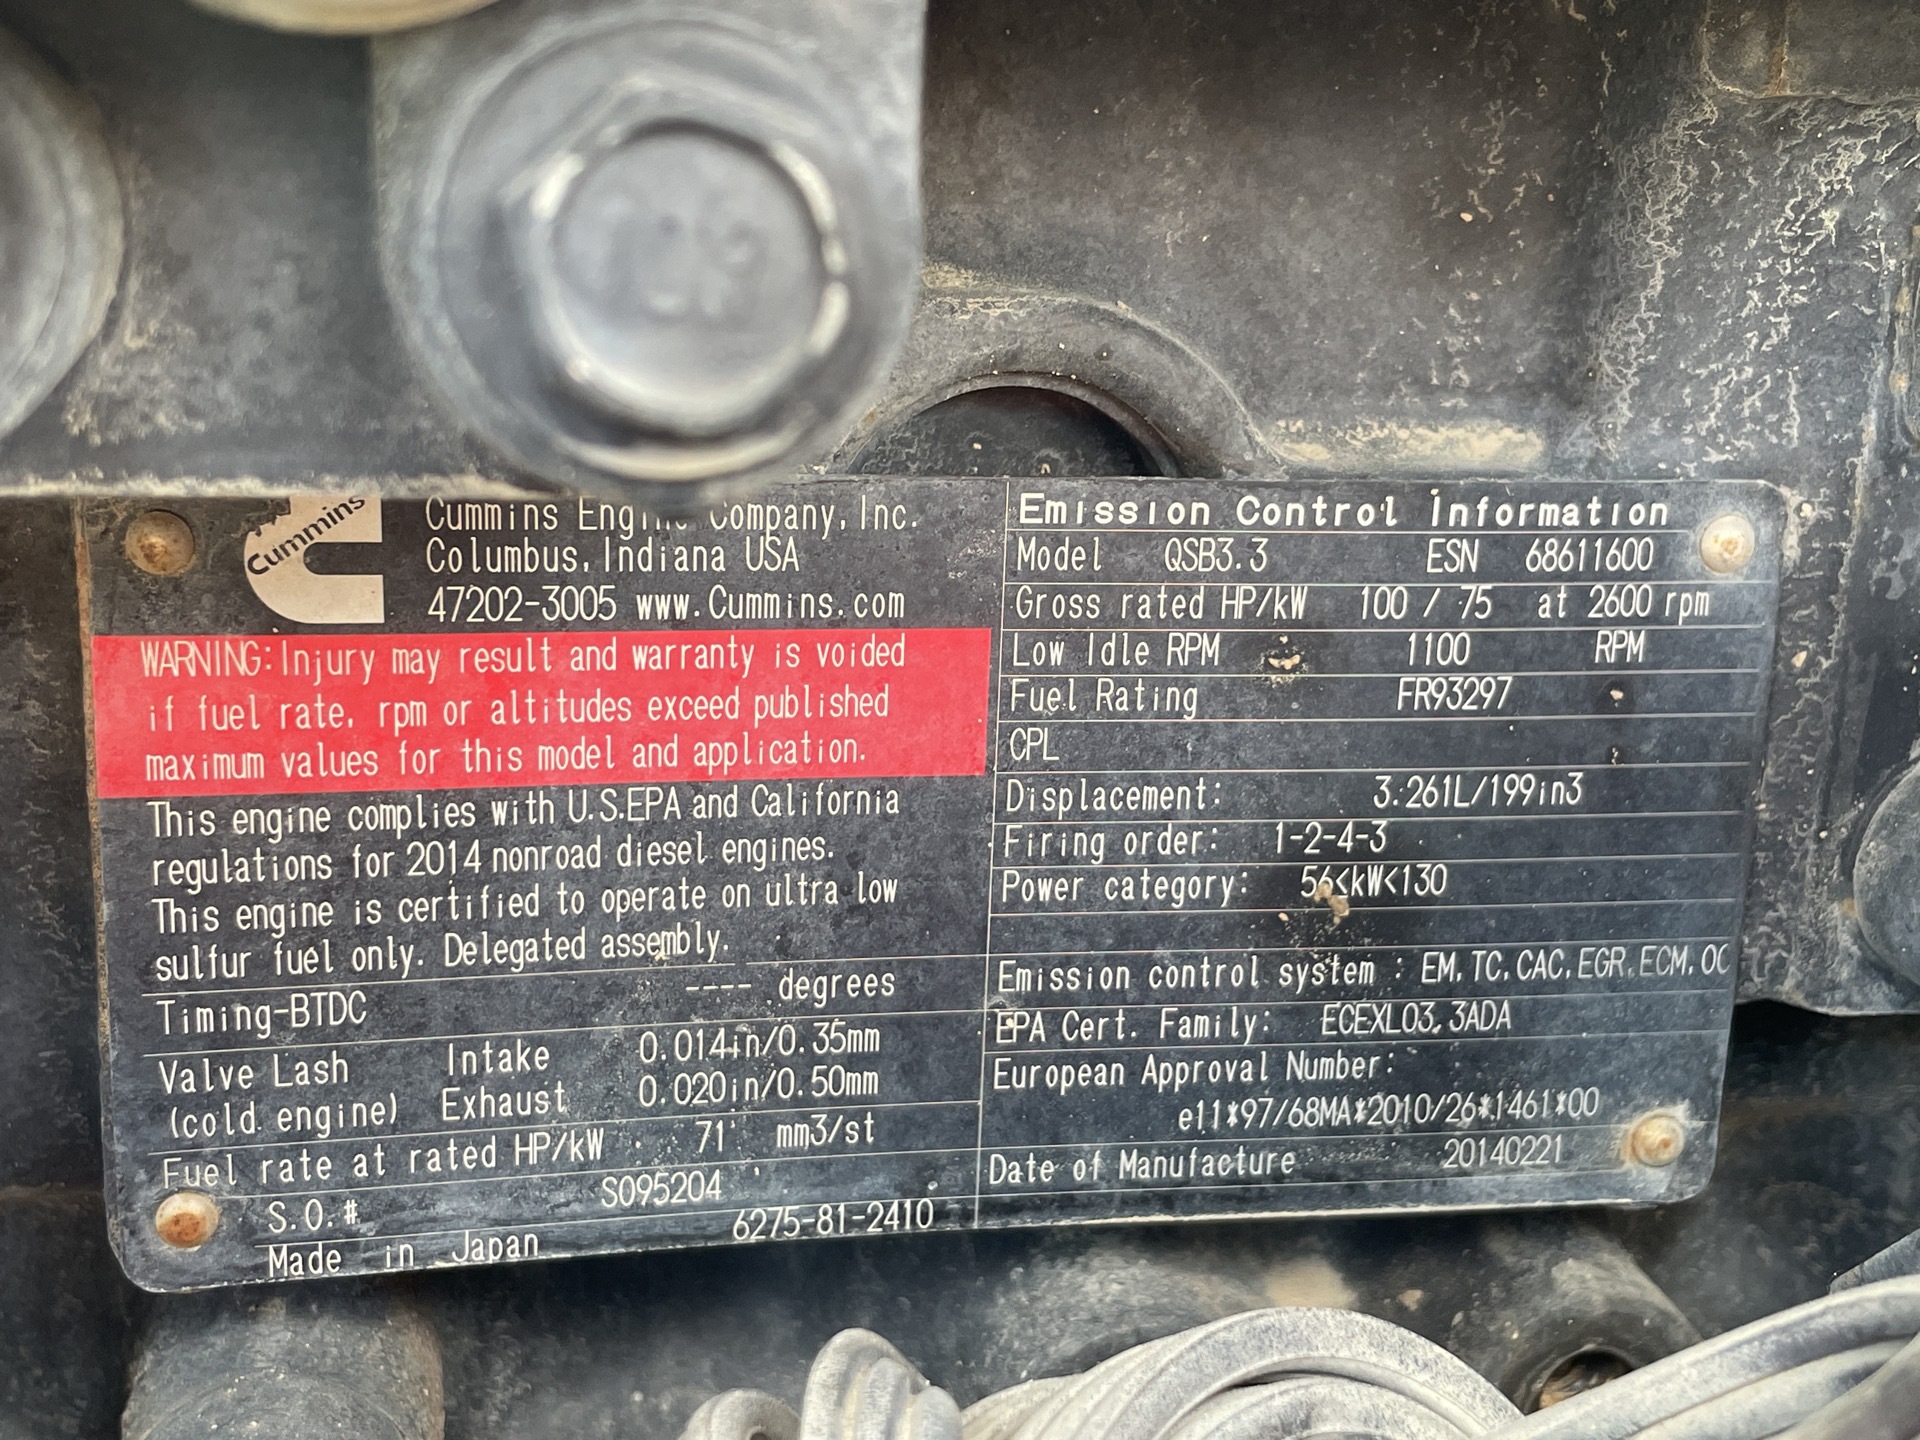 Cummins
Cummins Engine Company, Inc.
Columbus, Indiana USA
47202-3005 www.Cummins.com
WARNING: Injury may result and warranty is voided
if fuel rate, rpm or altitudes exceed published
maximum values for this model and application.
This engine complies with U.S.EPA and California
regulations for 2014 nonroad diesel engines.
This engine is certified to operate on ultra low
sulfur fuel only. Delegated assembly.
Timing-BTDC ---- degrees
Valve Lash Intake 0.014in/0.35mm
(cold engine) Exhaust 0.020in/0.50mm
Fuel rate at rated HP/kW 71 mm3/st
S.O.# SO95204
Made in Japan 6275-81-2410
Emission Control Information
Model QSB3.3 ESN 68611600
Gross rated HP/kW 100 / 75 at 2600 rpm
Low Idle RPM 1100 RPM
Fuel Rating FR93297
CPL
Displacement: 3.261L/199in3
Firing order: 1-2-4-3
Power category: 56<kW<130
Emission control system : EM, TC, CAC, EGR, ECM, OC
EPA Cert. Family: ECEXL03.3ADA
European Approval Number:
e11*97/68MA*2010/26*1461*00
Date of Manufacture 20140221